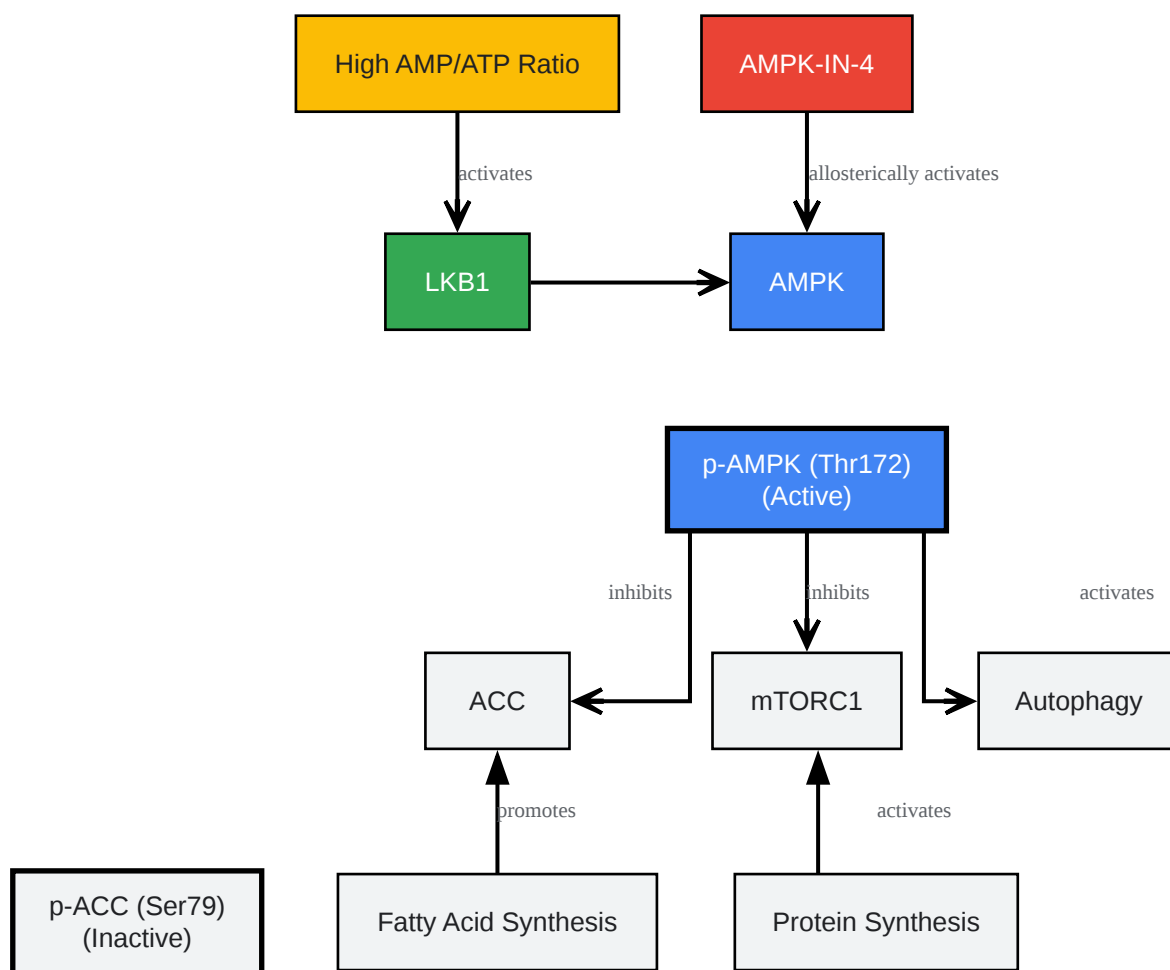 High AMP/ATP Ratio
AMPK-IN-4
activates
allosterically activates
LKB1
AMPK
p-AMPK (Thr172)
(Active)
inhibits
inhibits
activates
ACC
mTORC1
Autophagy
promotes
activates
p-ACC (Ser79)
(Inactive)
Fatty Acid Synthesis
Protein Synthesis